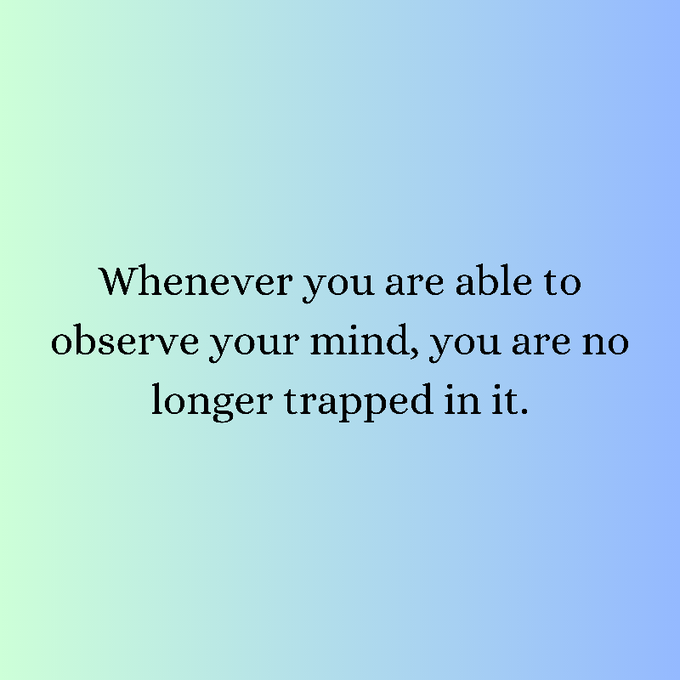 Whenever you are able to
observe your mind, you are no
longer trapped in it.